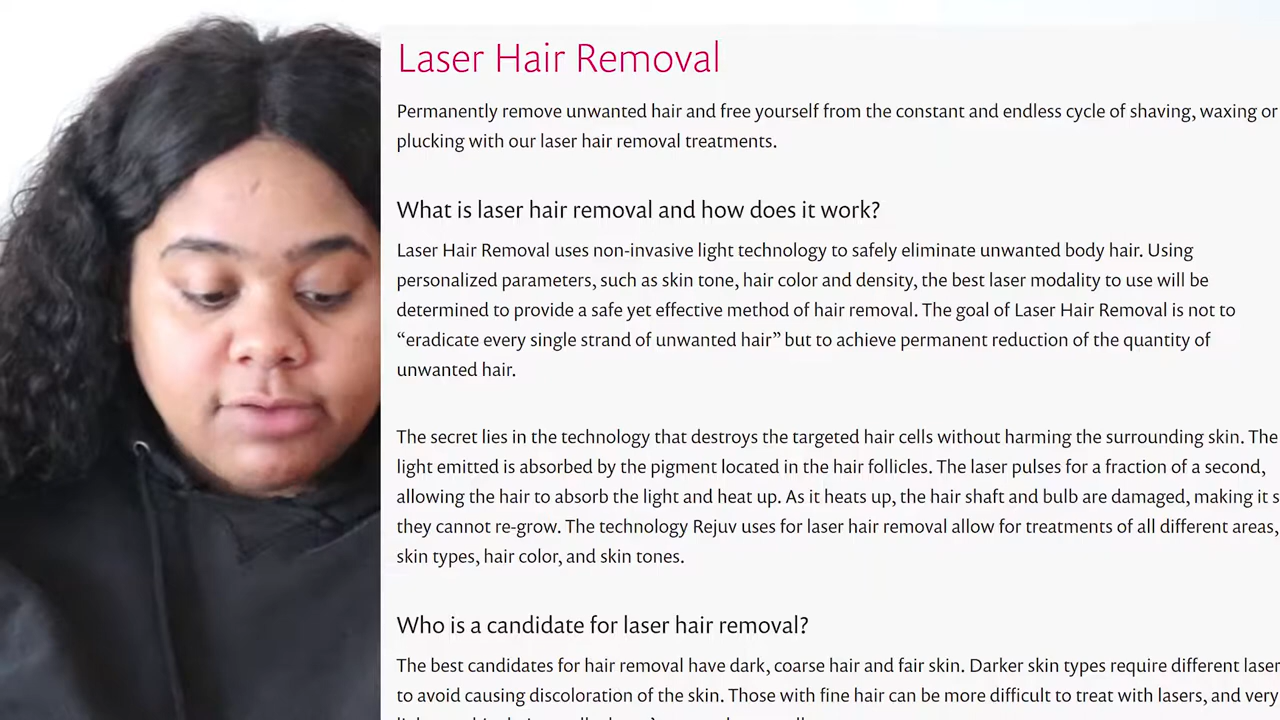 Laser Hair Removal
Permanently remove unwanted hair and free yourself from the constant and endless cycle of shaving, waxing or
plucking with our laser hair removal treatments.
What is laser hair removal and how does it work?
Laser Hair Removal uses non-invasive light technology to safely eliminate unwanted body hair. Using
personalized parameters, such as skin tone, hair color and density, the best laser modality to use will be
determined to provide a safe yet effective method of hair removal. The goal of Laser Hair Removal is not to
“eradicate every single strand of unwanted hair” but to achieve permanent reduction of the quantity of
unwanted hair.
The secret lies in the technology that destroys the targeted hair cells without harming the surrounding skin. The
light emitted is absorbed by the pigment located in the hair follicles. The laser pulses for a fraction of a second,
allowing the hair to absorb the light and heat up. As it heats up, the hair shaft and bulb are damaged, making it s
they cannot re-grow. The technology Rejuv uses for laser hair removal allow for treatments of all different areas,
skin types, hair color, and skin tones.
Who is a candidate for laser hair removal?
The best candidates for hair removal have dark, coarse hair and fair skin. Darker skin types require different laser
to avoid causing discoloration of the skin. Those with fine hair can be more difficult to treat with lasers, and very